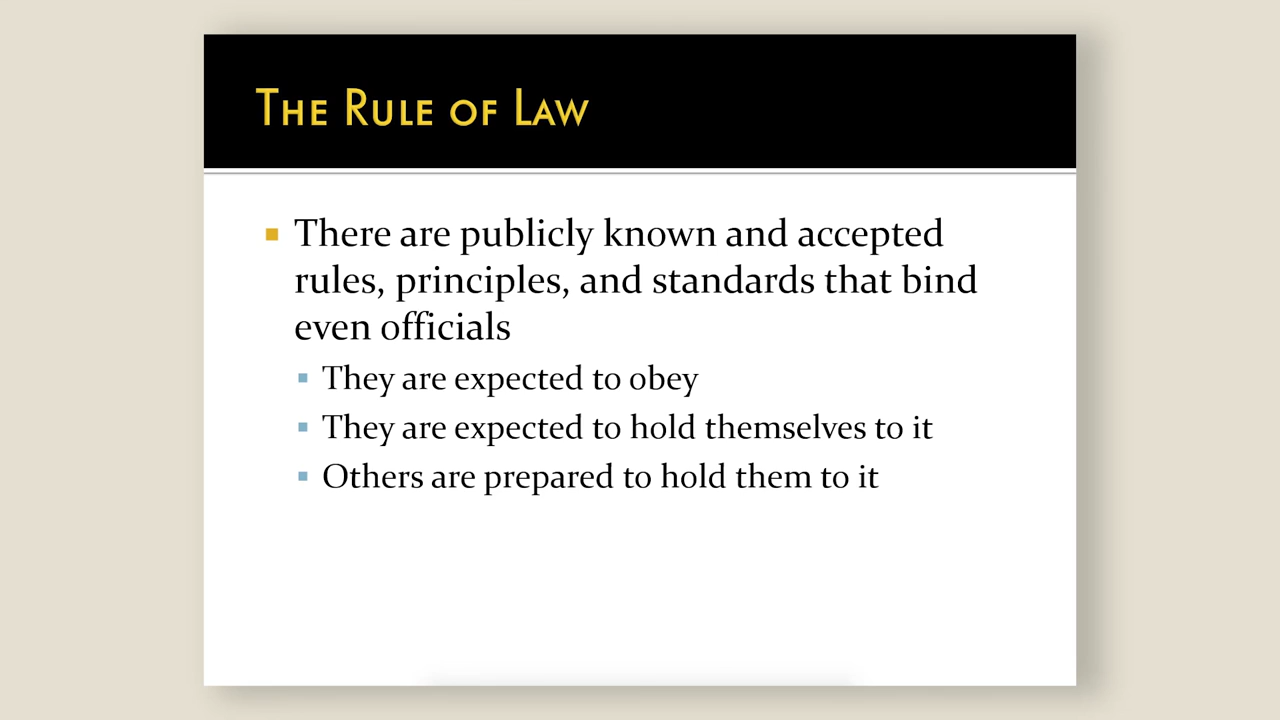 The Rule of Law
There are publicly known and accepted
rules, principles, and standards that bind
even officials
They are expected to obey
They are expected to hold themselves to it
Others are prepared to hold them to it